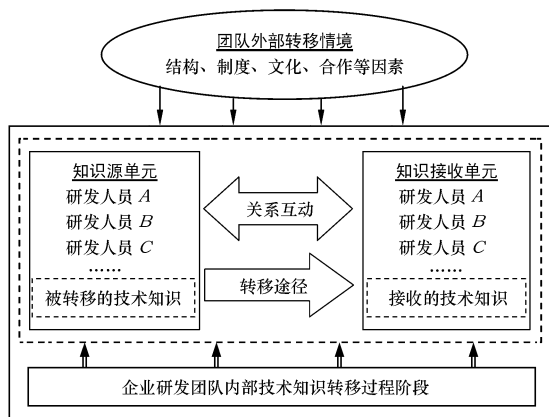 团队外部转移情境
结构、制度、文化、合作等因素
知识源单元
研发人员 A
研发人员 B
研发人员 C
……
被转移的技术知识
关系互动
转移途径
知识接收单元
研发人员 A
研发人员 B
研发人员 C
……
接收的技术知识
企业研发团队内部技术知识转移过程阶段